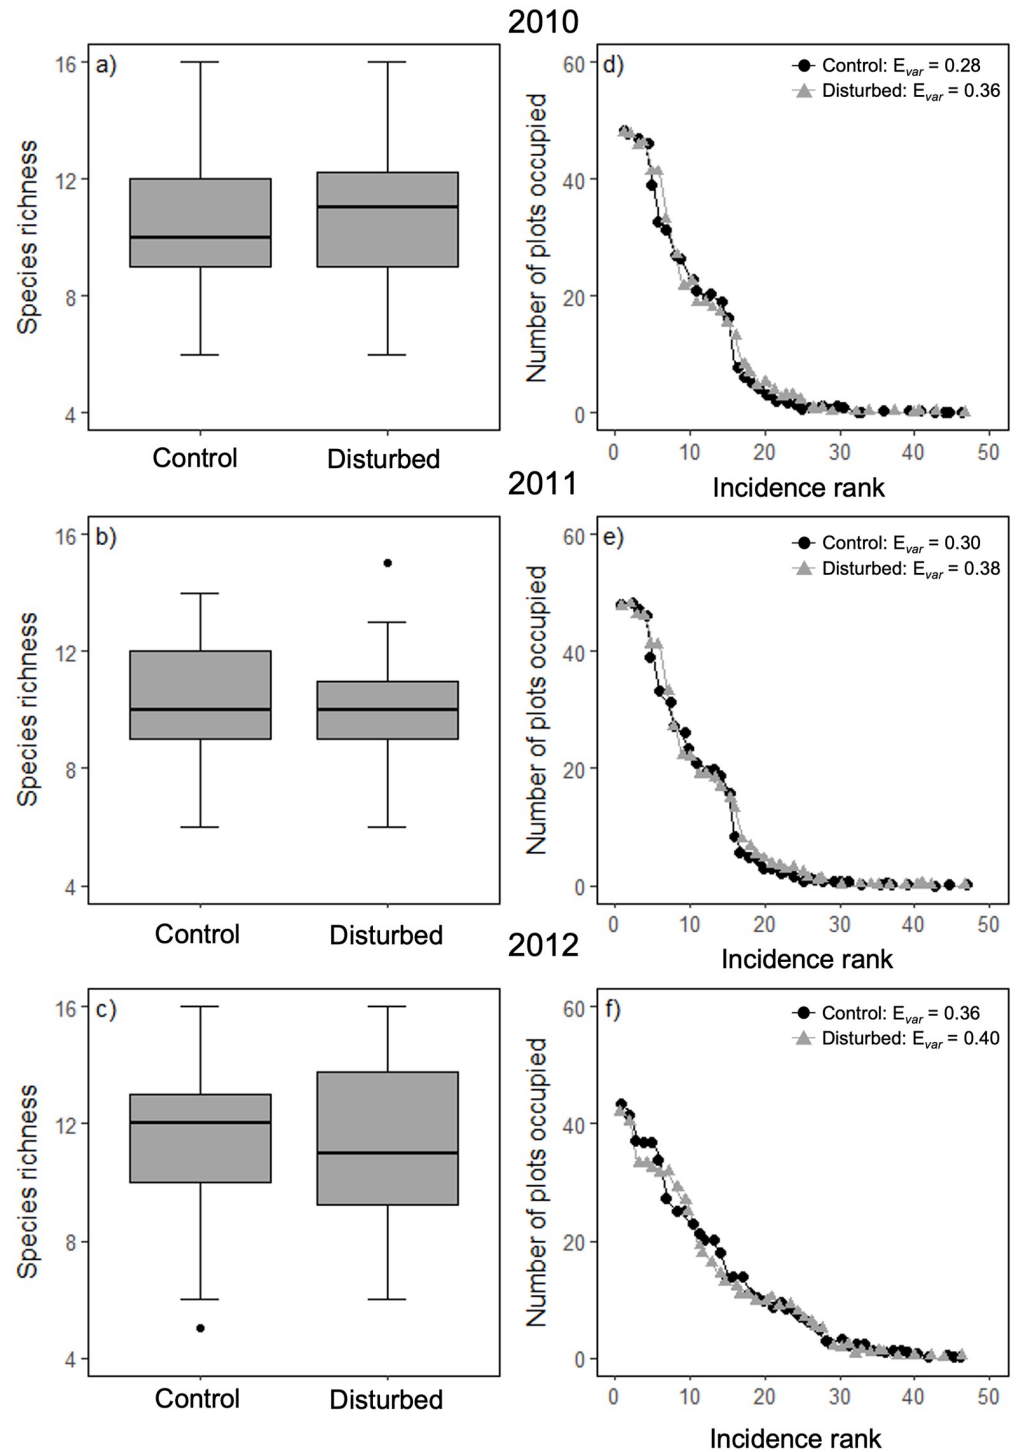 2010
a)
Species richness
16
12
8
4
Control Disturbed
d)
Control: Evar = 0.28
Disturbed: Evar = 0.36
Number of plots occupied
60
40
20
0
0 10 20 30 40 50
Incidence rank
2011
b)
Species richness
16
12
8
4
Control Disturbed
e)
Control: Evar = 0.30
Disturbed: Evar = 0.38
Number of plots occupied
60
40
20
0
0 10 20 30 40 50
Incidence rank
2012
c)
Species richness
16
12
8
4
Control Disturbed
f)
Control: Evar = 0.36
Disturbed: Evar = 0.40
Number of plots occupied
60
40
20
0
0 10 20 30 40 50
Incidence rank